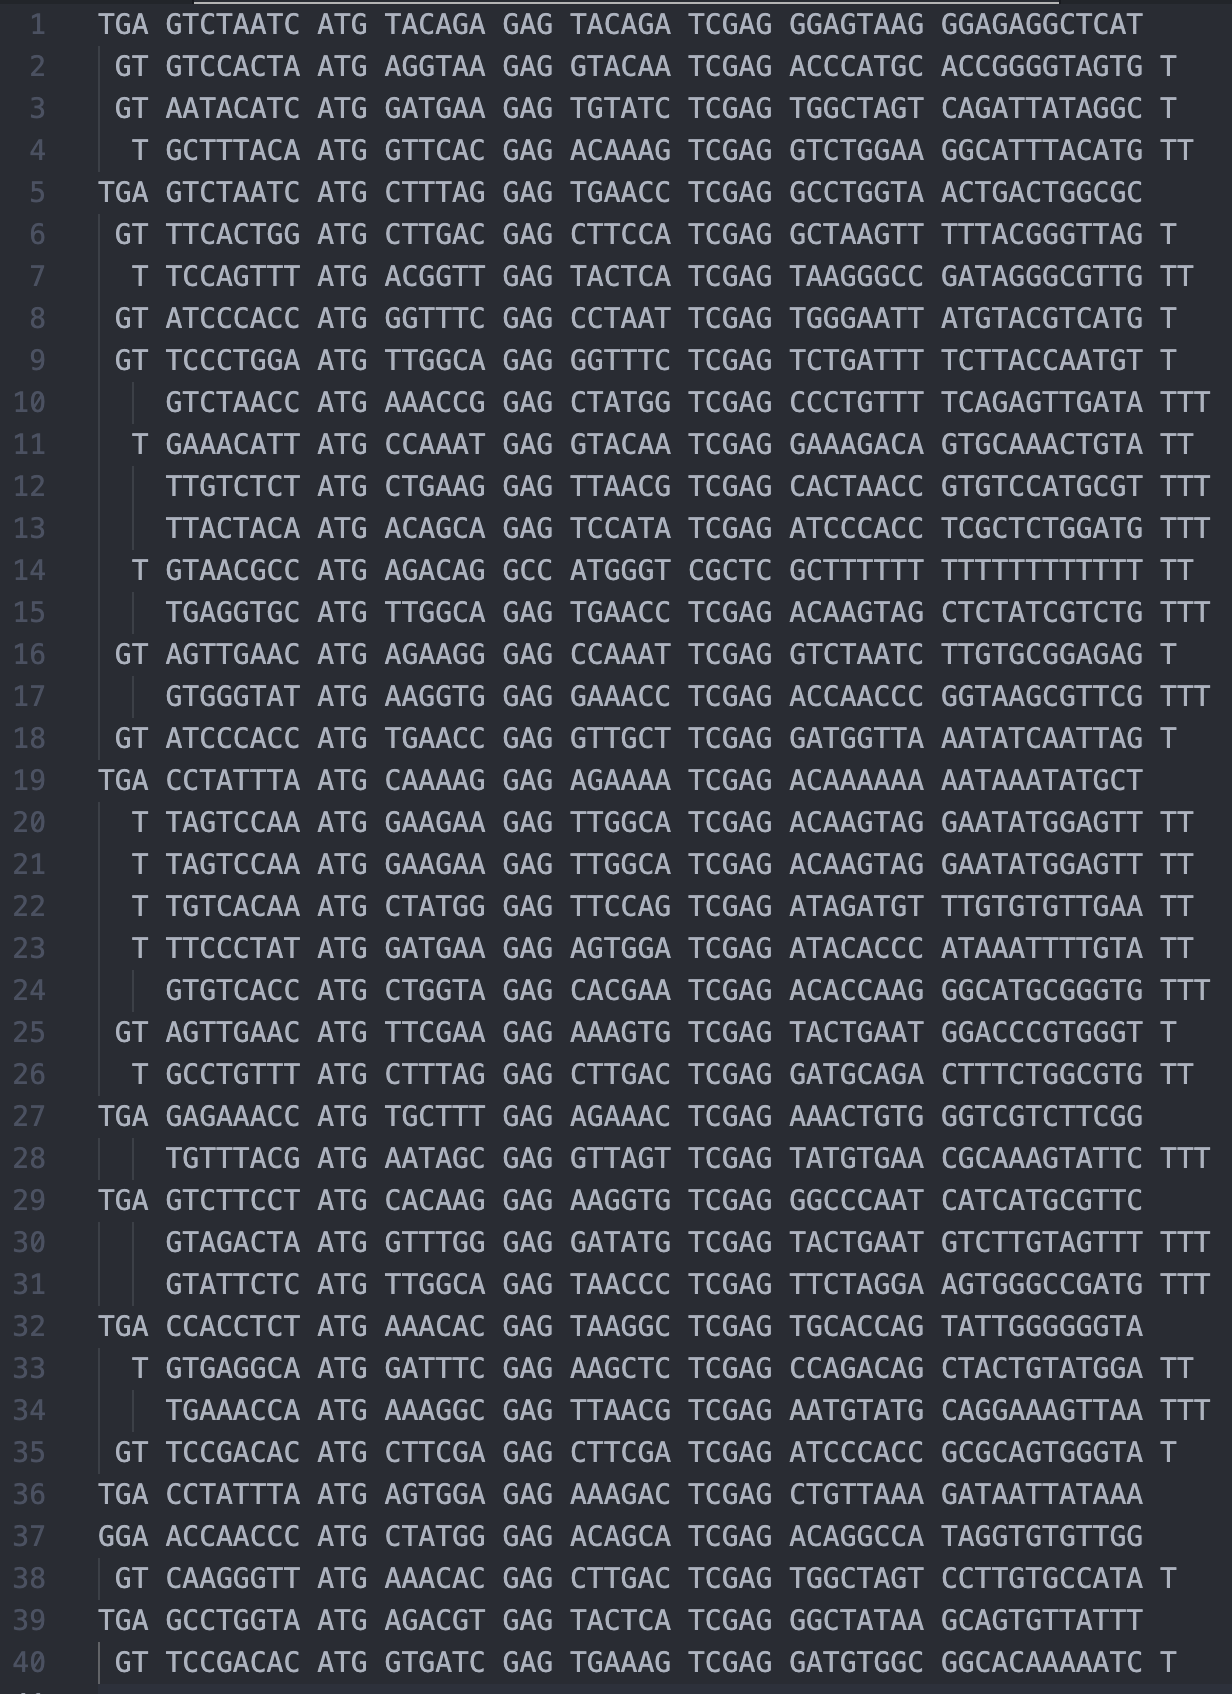 1 TGA GTCTAATC ATG TACAGA GAG TACAGA TCGAG GGAGTAAG GGAGAGGCTCAT
2 GT GTCCACTA ATG AGGTAA GAG GTACAA TCGAG ACCCATGC ACCGGGGTAGTG T
3 GT AATACATC ATG GATGAA GAG TGTATC TCGAG TGGCTAGT CAGATTATAGGC T
4 T GCTTTACA ATG GTTCAC GAG ACAAAG TCGAG GTCTGGAA GGCATTTACATG TT
5 TGA GTCTAATC ATG CTTTAG GAG TGAACC TCGAG GCCTGGTA ACTGACTGGCGC
6 GT TTCACTGG ATG CTTGAC GAG CTTCCA TCGAG GCTAAGTT TTTACGGGTTAG T
7 T TCCAGTTT ATG ACGGTT GAG TACTCA TCGAG TAAGGGCC GATAGGGCGTTG TT
8 GT ATCCCACC ATG GGTTTC GAG CCTAAT TCGAG TGGGAATT ATGTACGTCATG T
9 GT TCCCTGGA ATG TTGGCA GAG GGTTTC TCGAG TCTGATTT TCTTACCAATGT T
10 GTCTAACC ATG AAACCG GAG CTATGG TCGAG CCCTGTTT TCAGAGTTGATA TTT
11 T GAAACATT ATG CCAAAT GAG GTACAA TCGAG GAAAGACA GTGCAAACTGTA TT
12 TTGTCTCT ATG CTGAAG GAG TTAACG TCGAG CACTAACC GTGTCCATGCGT TTT
13 TTACTACA ATG ACAGCA GAG TCCATA TCGAG ATCCCACC TCGCTCTGGATG TTT
14 T GTAACGCC ATG AGACAG GCC ATGGGT CGCTC GCTTTTTT TTTTTTTTTTTT TT
15 TGAGGTGC ATG TTGGCA GAG TGAACC TCGAG ACAAGTAG CTCTATCGTCTG TTT
16 GT AGTTGAAC ATG AGAAGG GAG CCAAAT TCGAG GTCTAATC TTGTGCGGAGAG T
17 GTGGGTAT ATG AAGGTG GAG GAAACC TCGAG ACCAACCC GGTAAGCGTTCG TTT
18 GT ATCCCACC ATG TGAACC GAG GTTGCT TCGAG GATGGTTA AATATCAATTAG T
19 TGA CCTATTTA ATG CAAAAG GAG AGAAAA TCGAG ACAAAAAA AATAAATATGCT
20 T TAGTCCAA ATG GAAGAA GAG TTGGCA TCGAG ACAAGTAG GAATATGGAGTT TT
21 T TAGTCCAA ATG GAAGAA GAG TTGGCA TCGAG ACAAGTAG GAATATGGAGTT TT
22 T TGTCACAA ATG CTATGG GAG TTCCAG TCGAG ATAGATGT TTGTGTGTTGAA TT
23 T TTCCCTAT ATG GATGAA GAG AGTGGA TCGAG ATACACCC ATAAATTTTGTA TT
24 GTGTCACC ATG CTGGTA GAG CACGAA TCGAG ACACCAAG GGCATGCGGGTG TTT
25 GT AGTTGAAC ATG TTCGAA GAG AAAGTG TCGAG TACTGAAT GGACCCGTGGGT T
26 T GCCTGTTT ATG CTTTAG GAG CTTGAC TCGAG GATGCAGA CTTTCTGGCGTG TT
27 TGA GAGAAACC ATG TGCTTT GAG AGAAAC TCGAG AAACTGTG GGTCGTCTTCGG
28 TGTTTACG ATG AATAGC GAG GTTAGT TCGAG TATGTGAA CGCAAAGTATTC TTT
29 TGA GTCTTCCT ATG CACAAG GAG AAGGTG TCGAG GGCCCAAT CATCATGCGTTC
30 GTAGACTA ATG GTTTGG GAG GATATG TCGAG TACTGAAT GTCTTGTAGTTT TTT
31 GTATTCTC ATG TTGGCA GAG TAACCC TCGAG TTCTAGGA AGTGGGCCGATG TTT
32 TGA CCACCTCT ATG AAACAC GAG TAAGGC TCGAG TGCACCAG TATTGGGGGGTA
33 T GTGAGGCA ATG GATTTC GAG AAGCTC TCGAG CCAGACAG CTACTGTATGGA TT
34 TGAAACCA ATG AAAGGC GAG TTAACG TCGAG AATGTATG CAGGAAAGTTAA TTT
35 GT TCCGACAC ATG CTTCGA GAG CTTCGA TCGAG ATCCCACC GCGCAGTGGGTA T
36 TGA CCTATTTA ATG AGTGGA GAG AAAGAC TCGAG CTGTTAAA GATAATTATAAA
37 GGA ACCAACCC ATG CTATGG GAG ACAGCA TCGAG ACAGGCCA TAGGTGTGTTGG
38 GT CAAGGGTT ATG AAACAC GAG CTTGAC TCGAG TGGCTAGT CCTTGTGCCATA T
39 TGA GCCTGGTA ATG AGACGT GAG TACTCA TCGAG GGCTATAA GCAGTGTTATTT
40 GT TCCGACAC ATG GTGATC GAG TGAAAG TCGAG GATGTGGC GGCACAAAAATC T